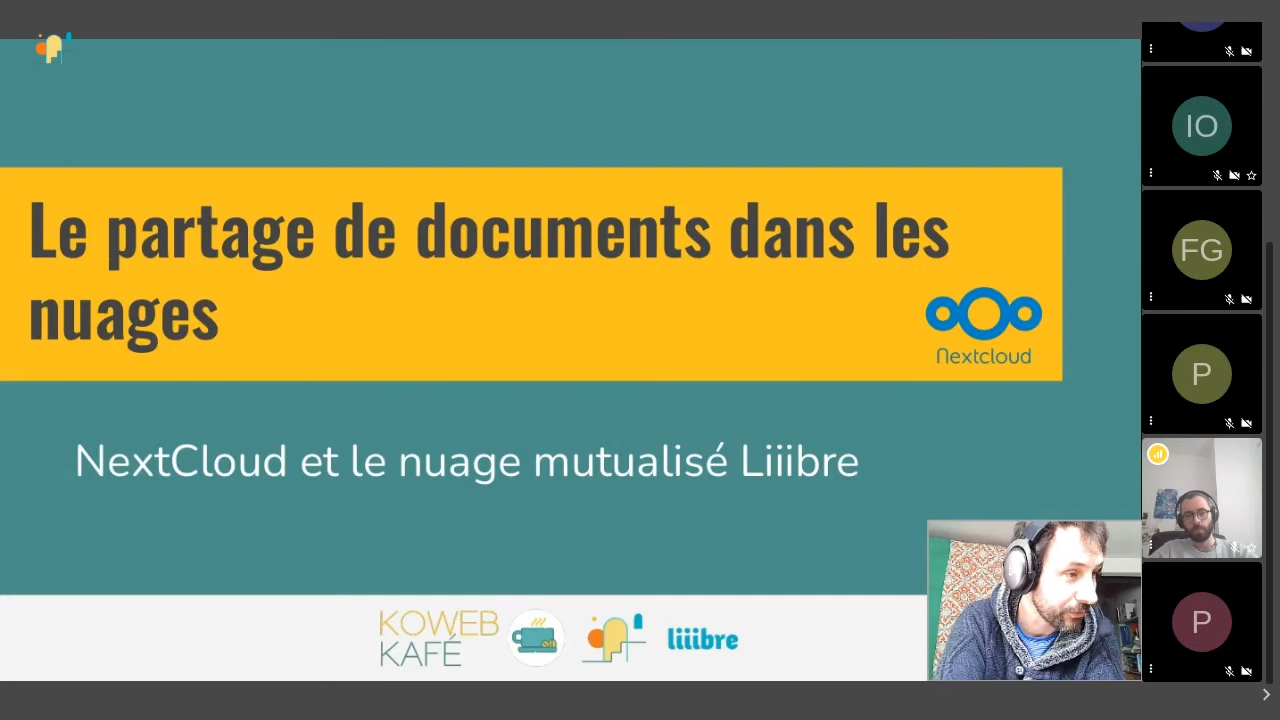 Le partage de documents dans les
nuages
Nextcloud
NextCloud et le nuage mutualisé Liiibre
KOWEB
KAFÉ
liiibre
IO
FG
P
P